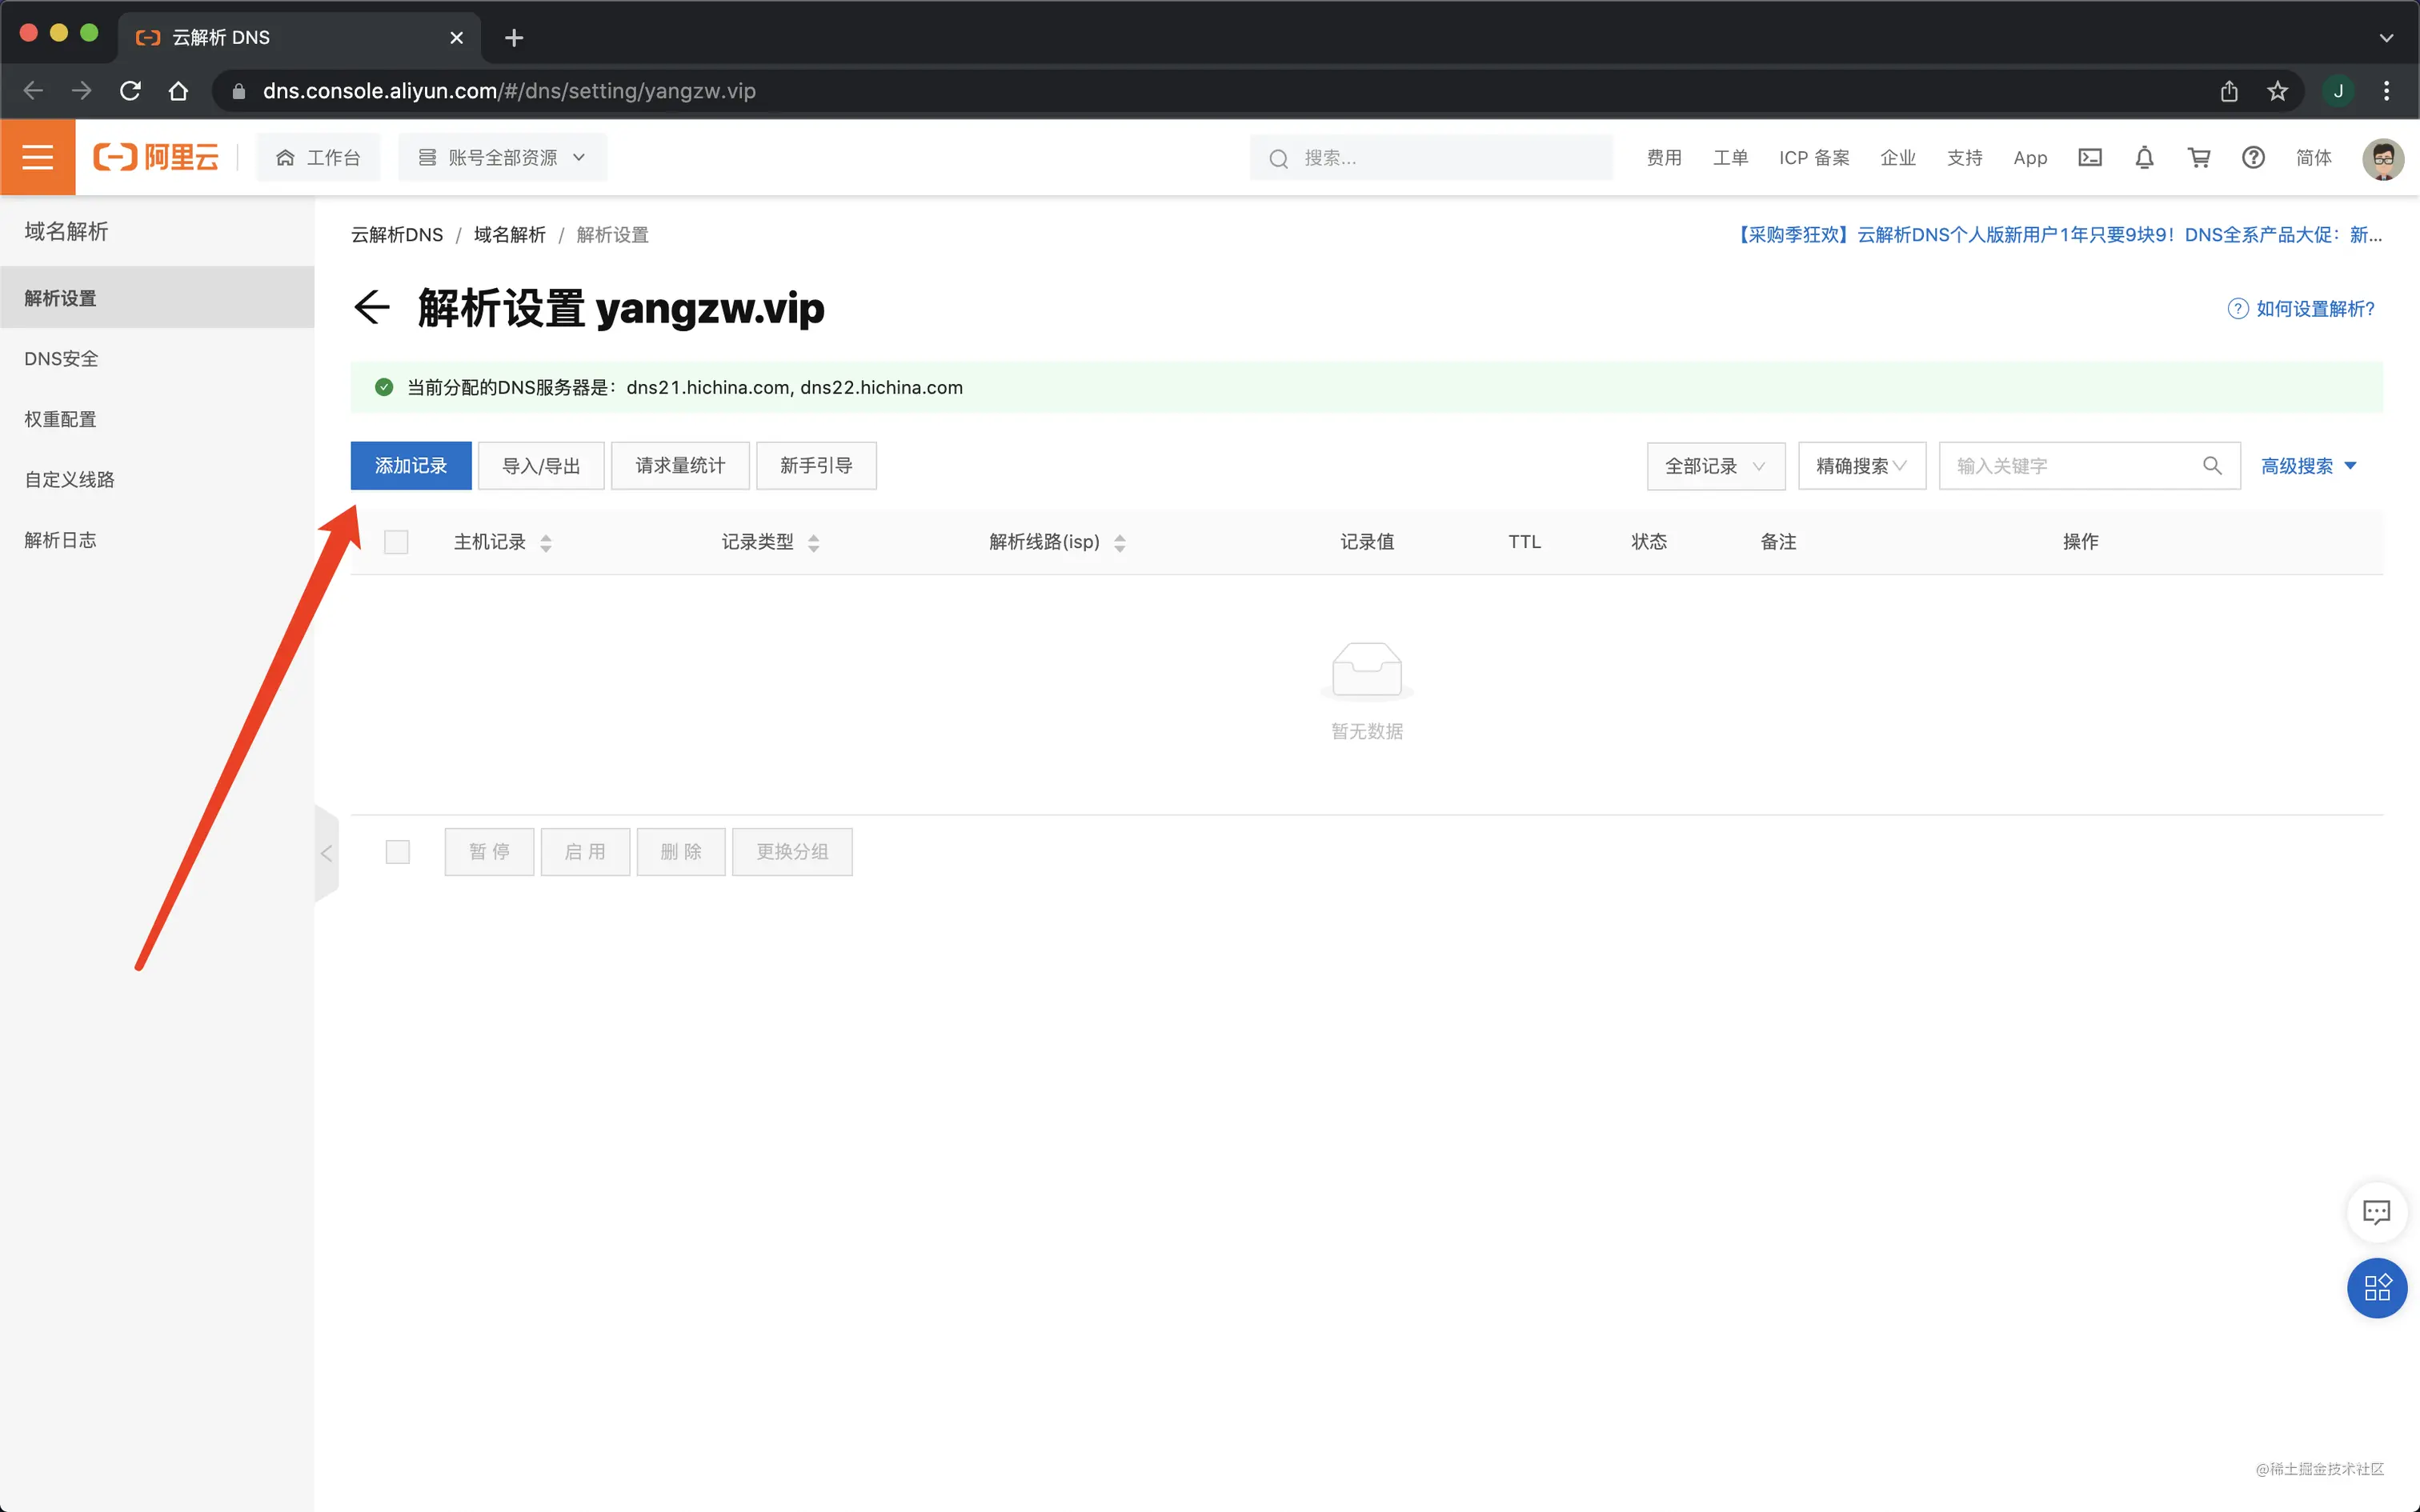 云解析 DNS
dns.console.aliyun.com/#/dns/setting/yangzw.vip
J
阿里云
工作台
账号全部资源
搜索...
费用
工单
ICP 备案
企业
支持
App
简体
域名解析
解析设置
DNS安全
权重配置
自定义线路
解析日志
云解析DNS / 域名解析 / 解析设置
【采购季狂欢】云解析DNS个人版新用户1年只要9块9！DNS全系产品大促：新...
解析设置 yangzw.vip
如何设置解析?
当前分配的DNS服务器是：dns21.hichina.com, dns22.hichina.com
添加记录
导入/导出
请求量统计
新手引导
全部记录
精确搜索
输入关键字
高级搜索
主机记录
记录类型
解析线路(isp)
记录值
TTL
状态
备注
操作
暂无数据
暂 停
启 用
删 除
更换分组
@稀土掘金技术社区